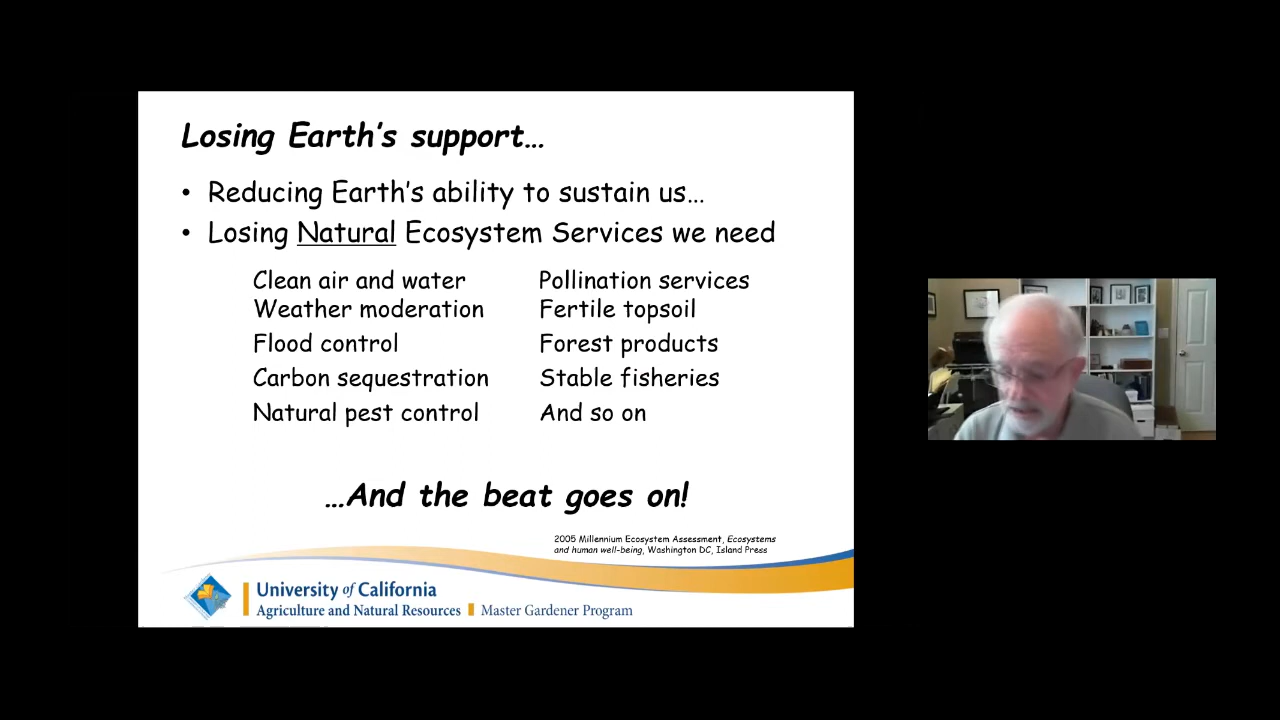 Losing Earth's support…
• Reducing Earth's ability to sustain us…
• Losing Natural Ecosystem Services we need
Clean air and water
Weather moderation
Flood control
Carbon sequestration
Natural pest control
Pollination services
Fertile topsoil
Forest products
Stable fisheries
And so on
…And the beat goes on!
2005 Millennium Ecosystem Assessment, Ecosystems
and human well-being, Washington DC, Island Press
University of California
Agriculture and Natural Resources Master Gardener Program